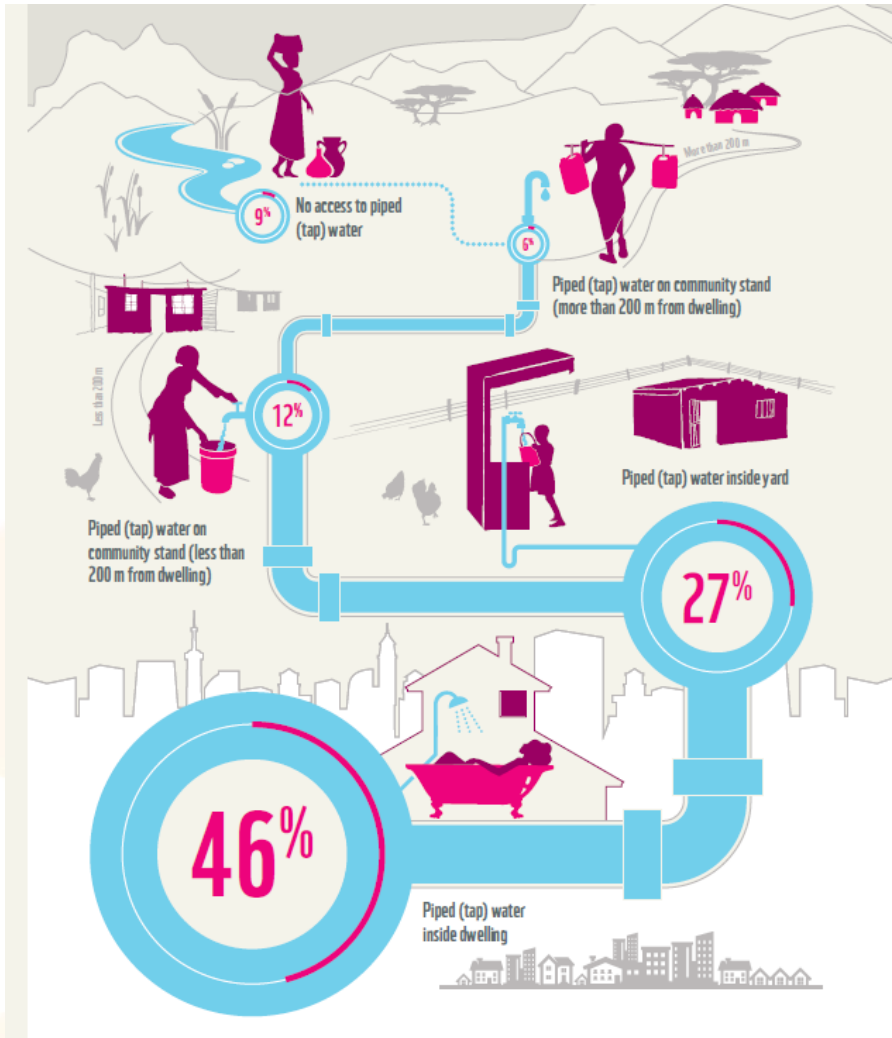 More than 200 m
9%
No access to piped
(tap) water
6%
Piped (tap) water on community stand
(more than 200 m from dwelling)
Less than 200m
12%
Piped (tap) water inside yard
Piped (tap) water on
community stand (less than
200 m from dwelling)
27%
46%
Piped (tap) water
inside dwelling